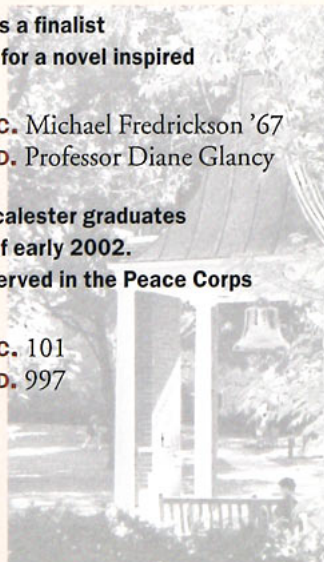 s a finalist
for a novel inspired
C. Michael Fredrickson ’67
D. Professor Diane Glancy
calester graduates
f early 2002.
erved in the Peace Corps
C. 101
D. 997